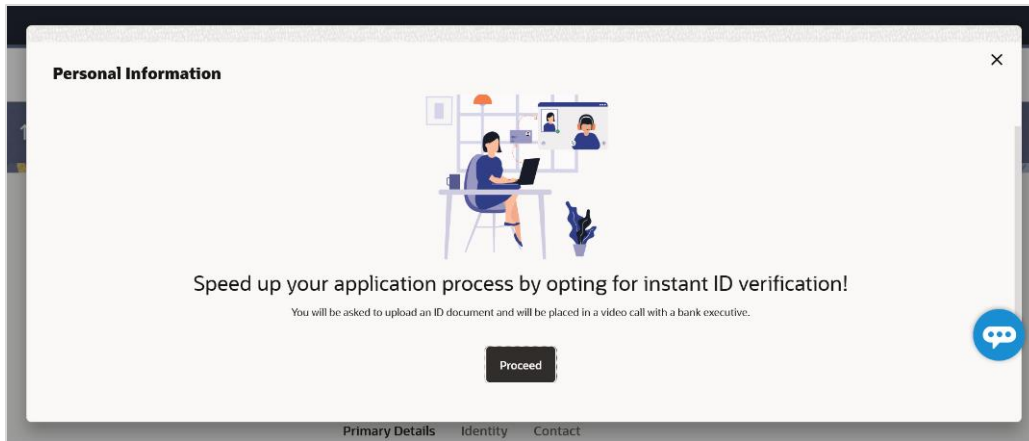 Personal Information
Speed up your application process by opting for instant ID verification!
You will be asked to upload an ID document and will be placed in a video call with a bank executive.
Proceed
Primary Details Identity Contact